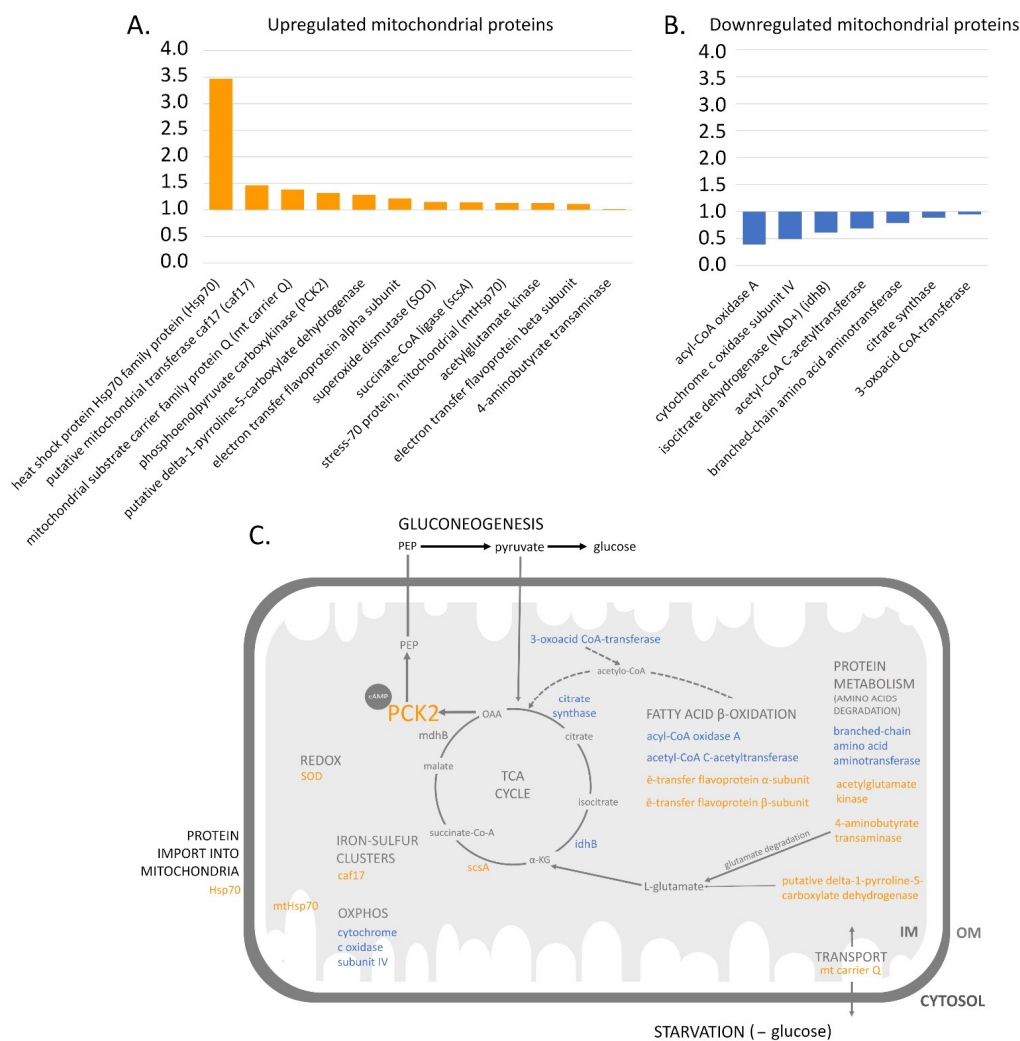 A.
Upregulated mitochondrial proteins
4.0
3.5
3.0
2.5
2.0
1.5
1.0
0.5
0.0
heat shock protein Hsp70 family protein (Hsp70)
putative mitochondrial transferase caf17 (caf17)
mitochondrial substrate carrier family protein Q (mt carrier Q)
phosphoenolpyruvate carboxykinase (PCK2)
putative delta-1-pyrroline-5-carboxylate dehydrogenase
electron transfer flavoprotein alpha subunit
superoxide dismutase (SOD)
succinate-CoA ligase (scsA)
stress-70 protein, mitochondrial (mtHsp70)
acetylglutamate kinase
electron transfer flavoprotein beta subunit
4-aminobutyrate transaminase
B.
Downregulated mitochondrial proteins
4.0
3.5
3.0
2.5
2.0
1.5
1.0
0.5
0.0
acyl-CoA oxidase A
cytochrome c oxidase subunit IV
isocitrate dehydrogenase (NAD+) (idhB)
acetyl-CoA C-acetyltransferase
branched-chain amino acid aminotransferase
citrate synthase
3-oxoacid CoA-transferase
C.
GLUCONEOGENESIS
PEP
pyruvate
glucose
PEP
cAMP
PCK2
OAA
mdhB
malate
succinate-Co-A
scsA
α-KG
idhB
isocitrate
citrate
citrate
synthase
TCA
CYCLE
3-oxoacid CoA-transferase
acetylo-CoA
FATTY ACID β-OXIDATION
acyl-CoA oxidase A
acetyl-CoA C-acetyltransferase
ē-transfer flavoprotein α-subunit
ē-transfer flavoprotein β-subunit
PROTEIN
METABOLISM
(AMINO ACIDS
DEGRADATION)
branched-chain
amino acid
aminotransferase
acetylglutamate
kinase
4-aminobutyrate
transaminase
glutamate degradation
L-glutamate
putative delta-1-pyrroline-5-
carboxylate dehydrogenase
REDOX
SOD
IRON-SULFUR
CLUSTERS
caf17
PROTEIN
IMPORT INTO
MITOCHONDRIA
Hsp70
mtHsp70
OXPHOS
cytochrome
c oxidase
subunit IV
IM
OM
TRANSPORT
mt carrier Q
CYTOSOL
STARVATION (– glucose)